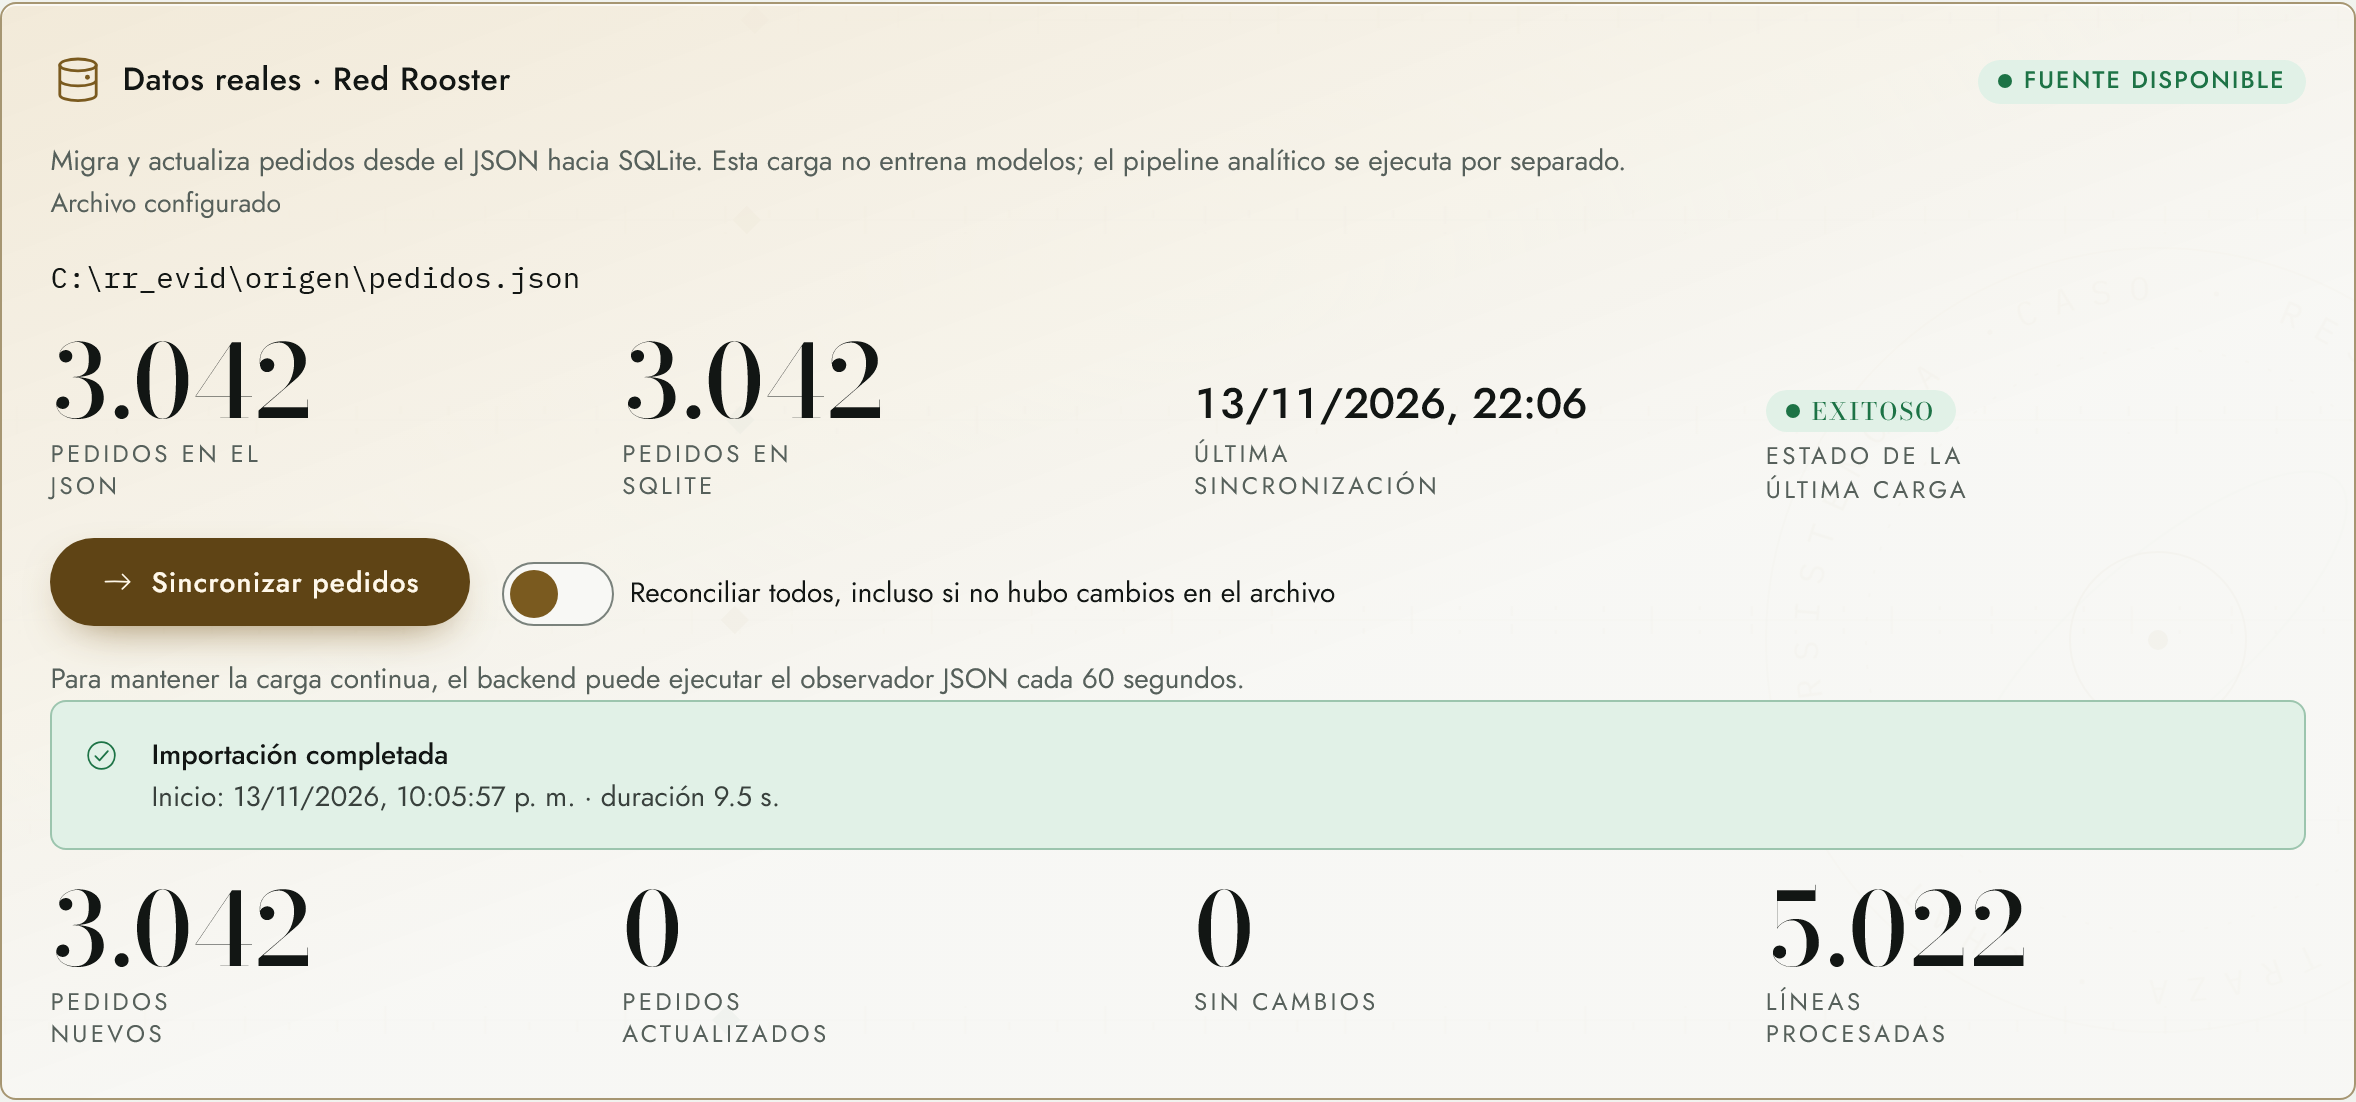 Datos reales · Red Rooster
FUENTE DISPONIBLE
Migra y actualiza pedidos desde el JSON hacia SQLite. Esta carga no entrena modelos; el pipeline analítico se ejecuta por separado.
Archivo configurado
C:\rr_evid\origen\pedidos.json
3.042
PEDIDOS EN EL
JSON
3.042
PEDIDOS EN
SQLITE
13/11/2026, 22:06
ÚLTIMA
SINCRONIZACIÓN
EXITOSO
ESTADO DE LA
ÚLTIMA CARGA
→ Sincronizar pedidos
Reconciliar todos, incluso si no hubo cambios en el archivo
Para mantener la carga continua, el backend puede ejecutar el observador JSON cada 60 segundos.
Importación completada
Inicio: 13/11/2026, 10:05:57 p. m. · duración 9.5 s.
3.042
PEDIDOS
NUEVOS
0
PEDIDOS
ACTUALIZADOS
0
SIN CAMBIOS
5.022
LÍNEAS
PROCESADAS